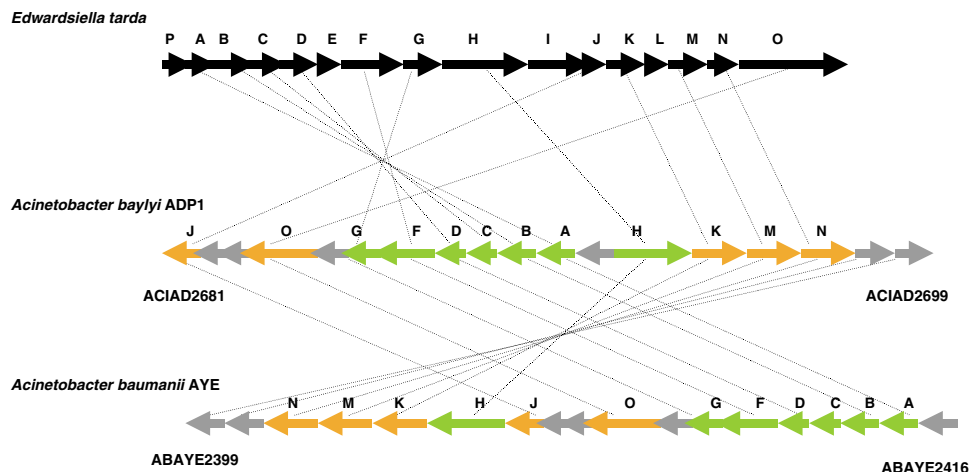 Edwardsiella tarda
P A B C D E F G H I J K L M N O
Acinetobacter baylyi ADP1
J O G F D C B A H K M N
ACIAD2681 ACIAD2699
Acinetobacter baumanii AYE
N M K H J O G F D C B A
ABAYE2399 ABAYE2416